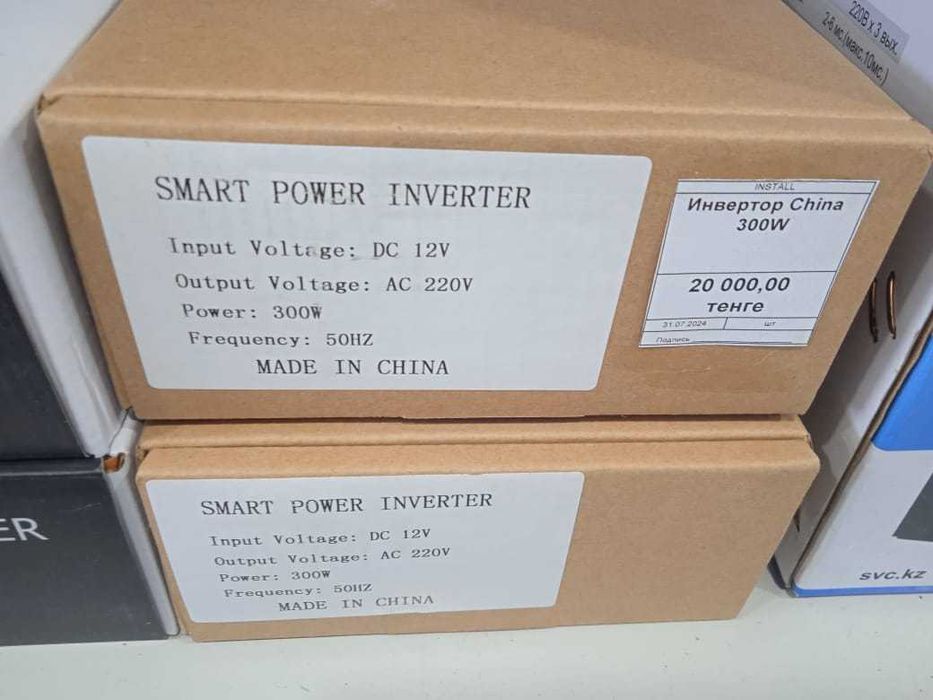 220В x 3 вых.
2-6 мс.(макс.10мс.)
SMART POWER INVERTER
Input Voltage: DC 12V
Output Voltage: AC 220V
Power: 300W
Frequency: 50HZ
MADE IN CHINA
INSTALL
Инвертор China
300W
20 000,00
тенге
31.07.2024
шт
Подпись
SMART POWER INVERTER
Input Voltage: DC 12V
Output Voltage: AC 220V
Power: 300W
Frequency: 50HZ
MADE IN CHINA
ER
svc.kz